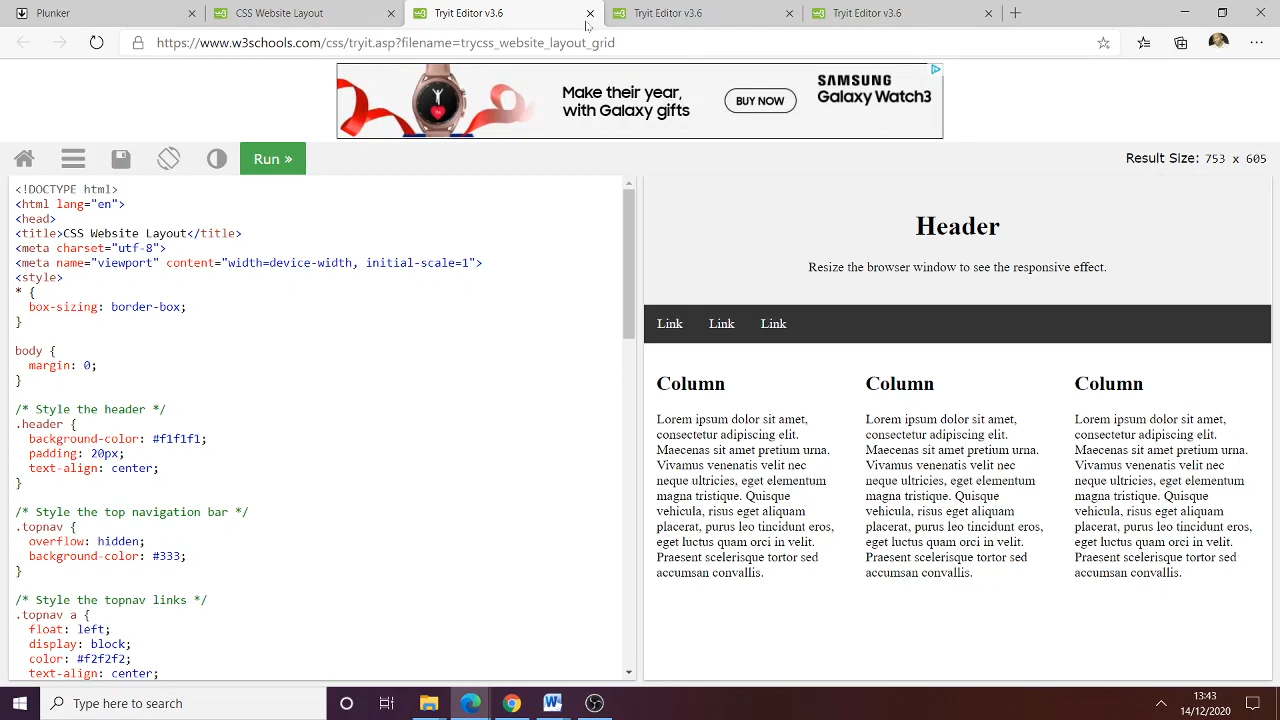 Plunker
CSS Website Layout
Tryit Editor v3.6
Tryit Editor v3.6
Tryit Editor v3.6
https://www.w3schools.com/css/tryit.asp?filename=trycss_website_layout_grid
Make their year,
with Galaxy gifts
BUY NOW
SAMSUNG
Galaxy Watch3
Run »
Result Size: 753 x 605
<!DOCTYPE html>
<html lang="en">
<head>
<title>CSS Website Layout</title>
<meta charset="utf-8">
<meta name="viewport" content="width=device-width, initial-scale=1">
<style>
* {
box-sizing: border-box;
}
body {
margin: 0;
}
/* Style the header */
.header {
background-color: #f1f1f1;
padding: 20px;
text-align: center;
}
/* Style the top navigation bar */
.topnav {
overflow: hidden;
background-color: #333;
}
/* Style the topnav links */
.topnav a {
float: left;
display: block;
color: #f2f2f2;
text-align: center;
Header
Resize the browser window to see the responsive effect.
Link Link Link
Column
Lorem ipsum dolor sit amet,
consectetur adipiscing elit.
Maecenas sit amet pretium urna.
Vivamus venenatis velit nec
neque ultricies, eget elementum
magna tristique. Quisque
vehicula, risus eget aliquam
placerat, purus leo tincidunt eros,
eget luctus quam orci in velit.
Praesent scelerisque tortor sed
accumsan convallis.
Column
Lorem ipsum dolor sit amet,
consectetur adipiscing elit.
Maecenas sit amet pretium urna.
Vivamus venenatis velit nec
neque ultricies, eget elementum
magna tristique. Quisque
vehicula, risus eget aliquam
placerat, purus leo tincidunt eros,
eget luctus quam orci in velit.
Praesent scelerisque tortor sed
accumsan convallis.
Column
Lorem ipsum dolor sit amet,
consectetur adipiscing elit.
Maecenas sit amet pretium urna.
Vivamus venenatis velit nec
neque ultricies, eget elementum
magna tristique. Quisque
vehicula, risus eget aliquam
placerat, purus leo tincidunt eros,
eget luctus quam orci in velit.
Praesent scelerisque tortor sed
accumsan convallis.
Type here to search
13:43
14/12/2020